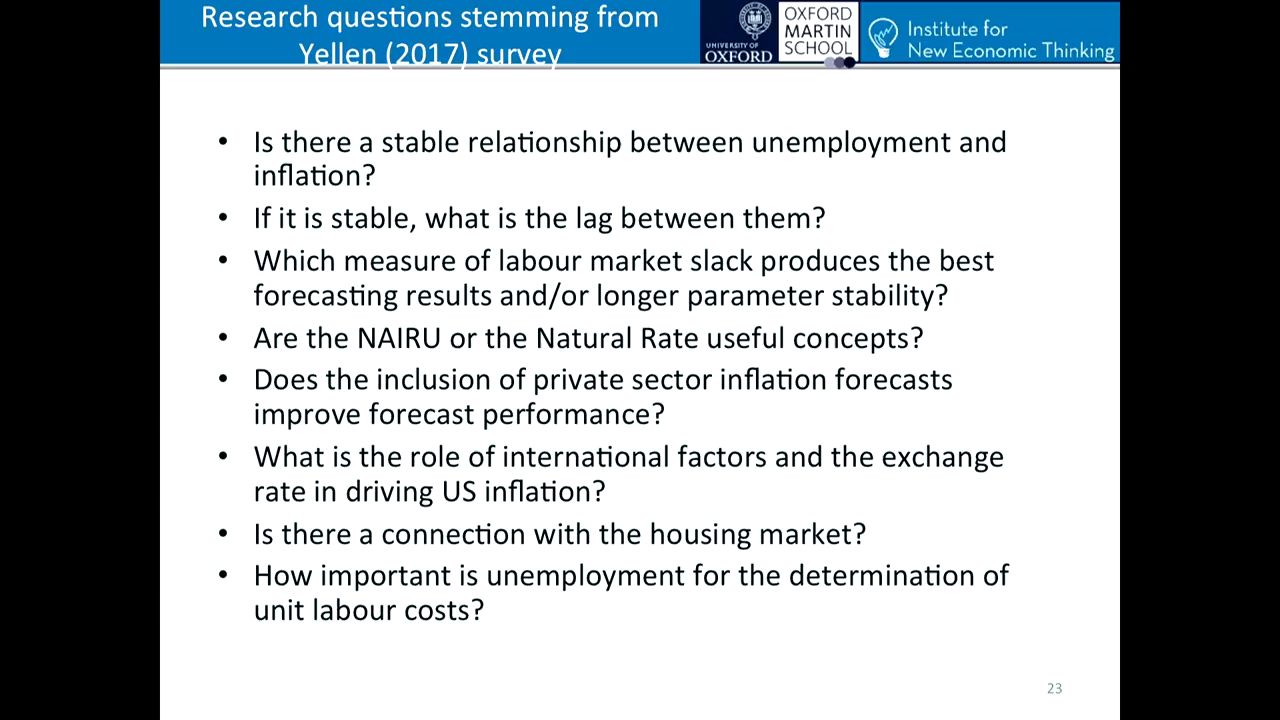 Research questions stemming from
Yellen (2017) survey
UNIVERSITY OF
OXFORD
OXFORD
MARTIN
SCHOOL
Institute for
New Economic Thinking
• Is there a stable relationship between unemployment and
inflation?
• If it is stable, what is the lag between them?
• Which measure of labour market slack produces the best
forecasting results and/or longer parameter stability?
• Are the NAIRU or the Natural Rate useful concepts?
• Does the inclusion of private sector inflation forecasts
improve forecast performance?
• What is the role of international factors and the exchange
rate in driving US inflation?
• Is there a connection with the housing market?
• How important is unemployment for the determination of
unit labour costs?
23